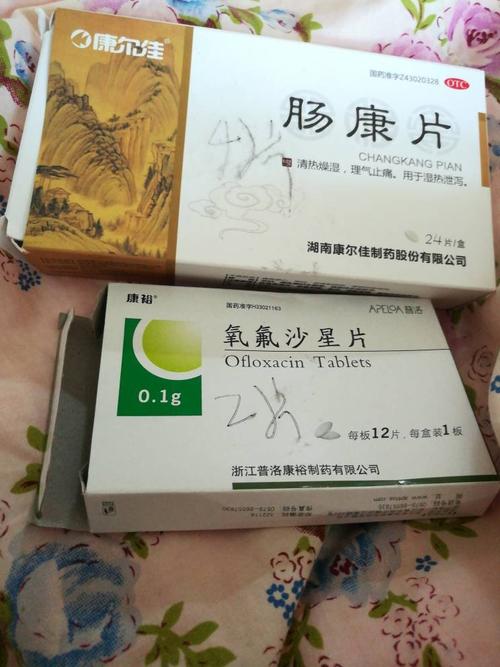 康尔佳
国药准字Z43020328
OTC
肠康片
CHANGKANG PIAN
4片
清热燥湿，理气止痛。用于湿热泄泻。
24片/盒
湖南康尔佳制药股份有限公司
康裕
国药准字H33021163
APELOA 普洛
氧氟沙星片
Ofloxacin Tablets
0.1g
2片
每板12片，每盒装1板
浙江普洛康裕制药有限公司